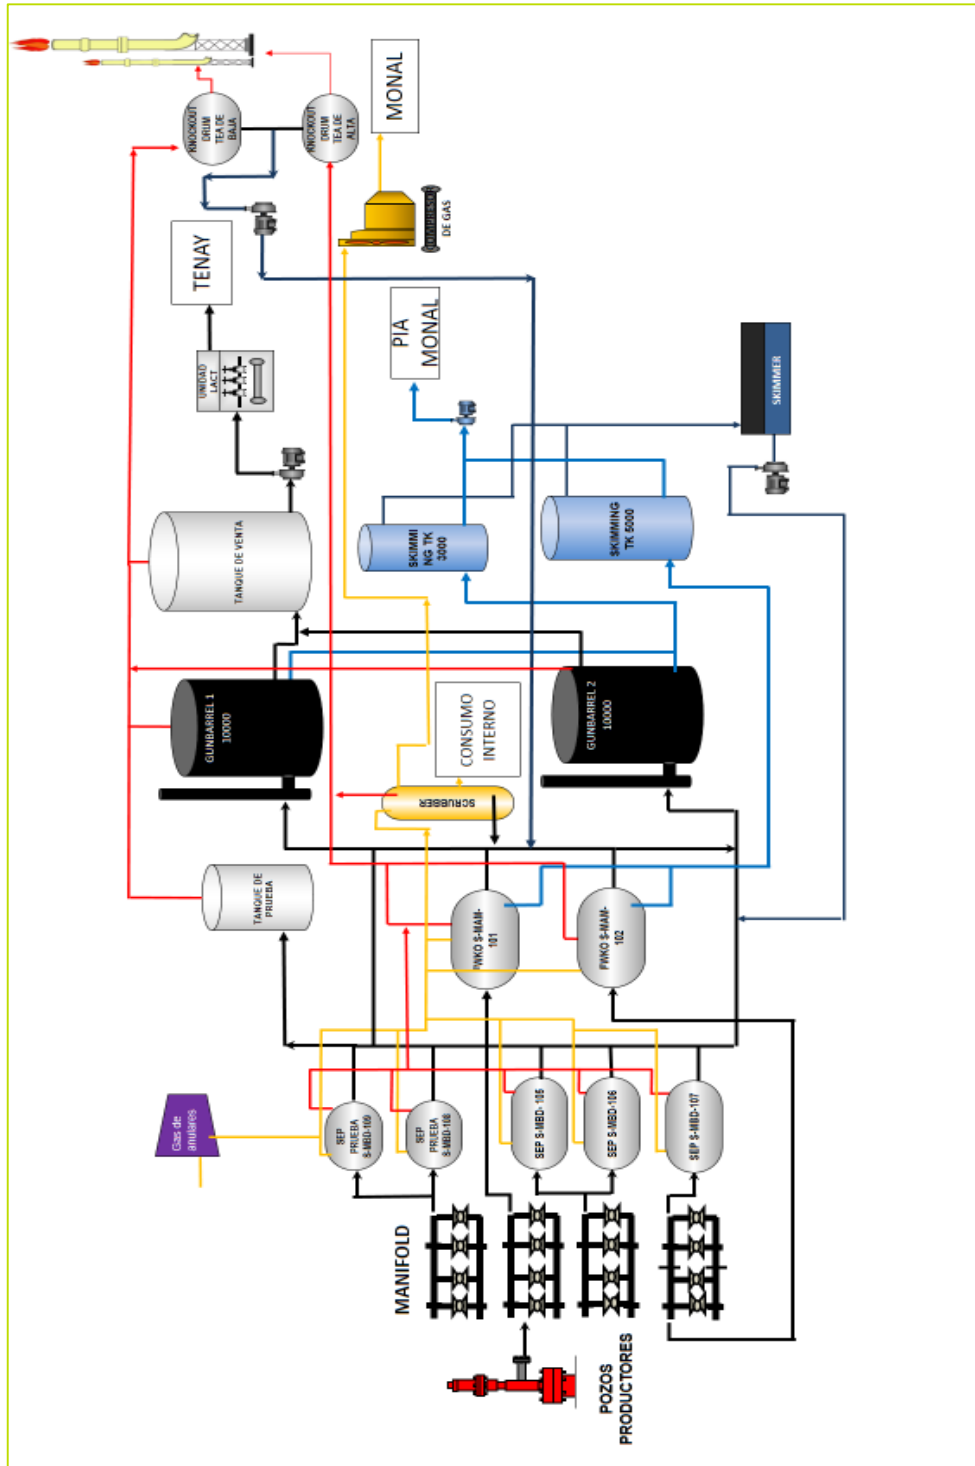 KNOCKOUT
DRUM
TEA DE
BAJA
KNOCKOUT
DRUM
TEA DE
ALTA
MONAL
DE GAS
TENAY
UNIDAD
LACT
PIA
MONAL
SKIMMER
TANQUE DE VENTA
SKIMMI
NG TK
3000
SKIMMING
TK 5000
GUNBARREL 1
10000
GUNBARREL 2
10000
CONSUMO
INTERNO
SCRUBBER
TANQUE DE
PRUEBA
FWKO S-MAM-
101
FWKO S-MAM-
102
Gas de
anulares
SEP
PRUEBA
S-MBD-109
SEP
PRUEBA
S-MBD-108
SEP S-MBD- 105
SEP S-MBD-106
SEP S-MBD-107
MANIFOLD
POZOS
PRODUCTORES